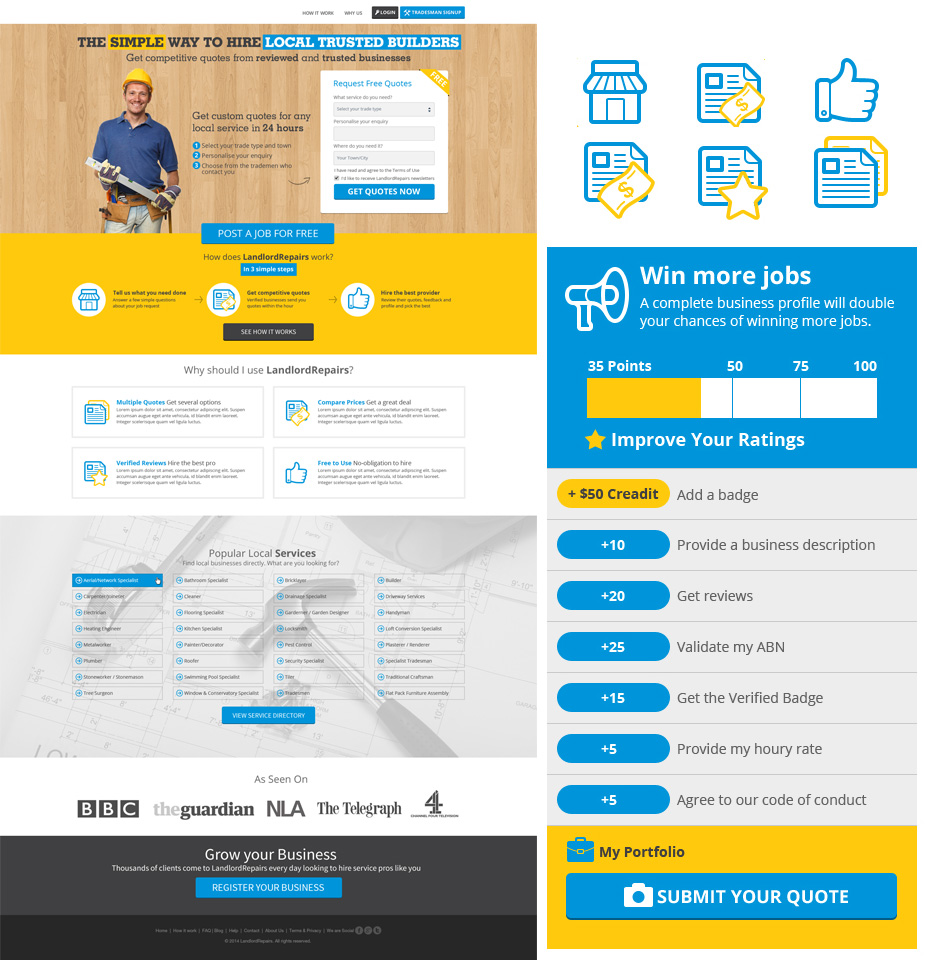 HOW IT WORK
WHY US
LOGIN
TRADESMAN SIGNUP
THE SIMPLE WAY TO HIRE LOCAL TRUSTED BUILDERS
Get competitive quotes from reviewed and trusted businesses
FREE
Get custom quotes for any
local service in 24 hours
1 Select your trade type and town
2 Personalise your enquiry
3 Choose from the trademen who
contact you
Request Free Quotes
What service do you need?
Select your trade type
Personalise your enquiry
Where do you need it?
Your Town/City
I have read and agree to the Terms of Use
I'd like to receive LandlordRepairs newsletters
GET QUOTES NOW
POST A JOB FOR FREE
How does LandlordRepairs work?
In 3 simple steps
Tell us what you need done
Answer a few simple questions
about your job request
Get competitive quotes
Verified businesses send you
quotes within the hour
Hire the best provider
Review their quotes, feedback and
profile and pick the best
SEE HOW IT WORKS
Why should I use LandlordRepairs?
Multiple Quotes Get several options
Lorem ipsum dolor sit amet, consectetur adipiscing elit. Suspen
accumsan augue eget ante vehicula, id blandit enim laoreet.
Integer scelerisque quam vel ligula luctus.
Compare Prices Get a great deal
Lorem ipsum dolor sit amet, consectetur adipiscing elit. Suspen
accumsan augue eget ante vehicula, id blandit enim laoreet.
Integer scelerisque quam vel ligula luctus.
Verified Reviews Hire the best pro
Lorem ipsum dolor sit amet, consectetur adipiscing elit. Suspen
accumsan augue eget ante vehicula, id blandit enim laoreet.
Integer scelerisque quam vel ligula luctus.
Free to Use No-obligation to hire
Lorem ipsum dolor sit amet, consectetur adipiscing elit. Suspen
accumsan augue eget ante vehicula, id blandit enim laoreet.
Integer scelerisque quam vel ligula luctus.
Popular Local Services
Find local businesses directly. What are you looking for?
Aerial/Network Specialist
Bathroom Specialist
Bricklayer
Builder
Carpenter/Joinerer
Cleaner
Drainage Specialist
Driveway Services
Electrician
Flooring Specialist
Gardener / Garden Designer
Handyman
Heating Engineer
Kitchen Specialist
Locksmith
Loft Conversion Specialist
Metalworker
Painter/Decorator
Pest Control
Plasterer / Renderer
Plumber
Roofer
Security Specialist
Specialist Tradesman
Stoneworker / Stonemason
Swimming Pool Specialist
Tiler
Traditional Craftsman
Tree Surgeon
Window & Conservatory Specialist
Tradesmen
Flat Pack Furniture Assembly
VIEW SERVICE DIRECTORY
As Seen On
BBC
theguardian
NLA
The Telegraph
4
CHANNEL FOUR TELEVISION
Grow your Business
Thousands of clients come to LandlordRepairs every day looking to hire service pros like you
REGISTER YOUR BUSINESS
Home | How it work | FAQ / Blog | Help | Contact | About Us | Terms & Privacy | We are Social
© 2014 LandlordRepairs. All rights reserved.
$
$
Win more jobs
A complete business profile will double
your chances of winning more jobs.
35 Points 50 75 100
Improve Your Ratings
+ $50 Creadit Add a badge
+10 Provide a business description
+20 Get reviews
+25 Validate my ABN
+15 Get the Verified Badge
+5 Provide my houry rate
+5 Agree to our code of conduct
My Portfolio
SUBMIT YOUR QUOTE